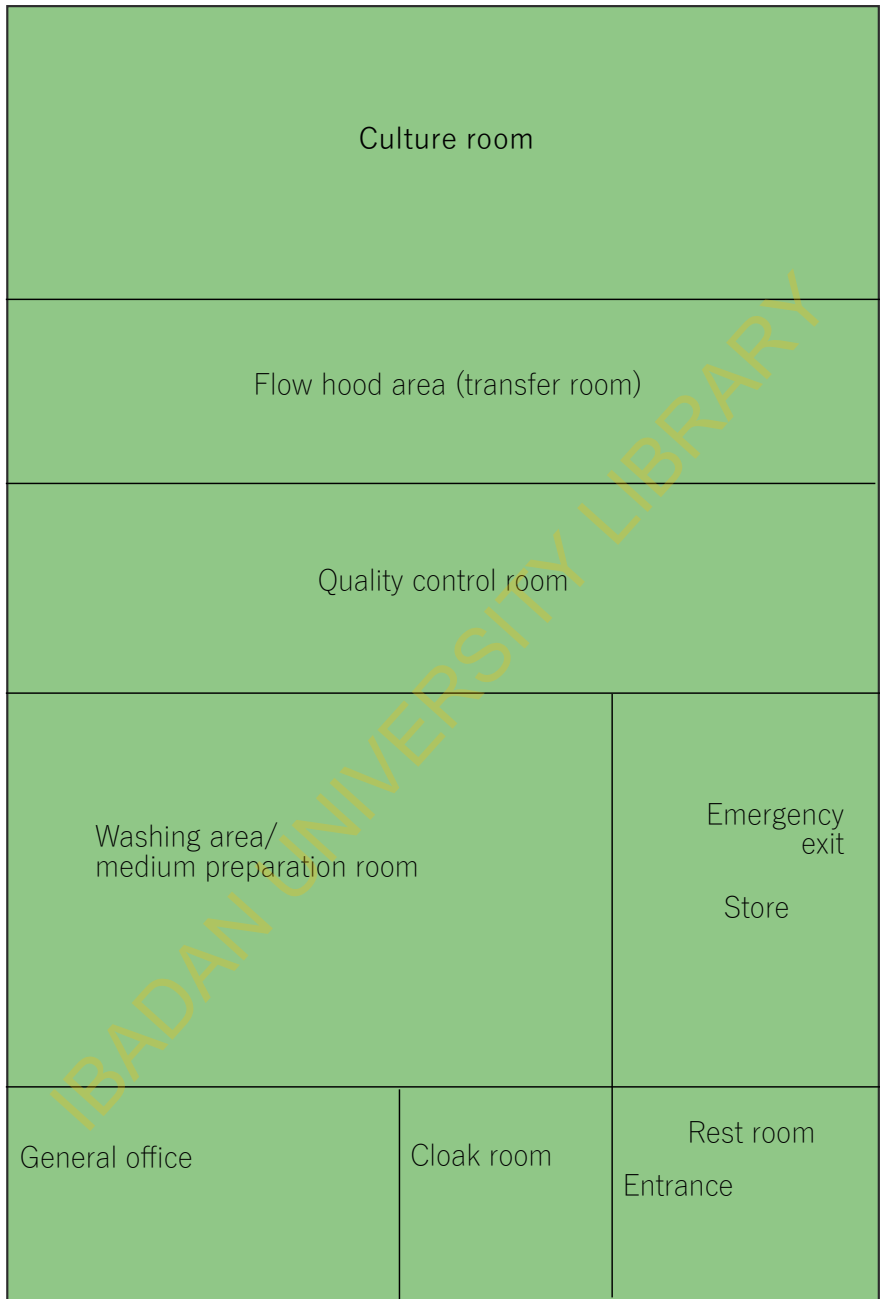 Culture room
Flow hood area (transfer room)
Quality control room
Washing area/
medium preparation room
Emergency
exit
Store
General office
Cloak room
Rest room
Entrance
IBADAN UNIVERSITY LIBRARY